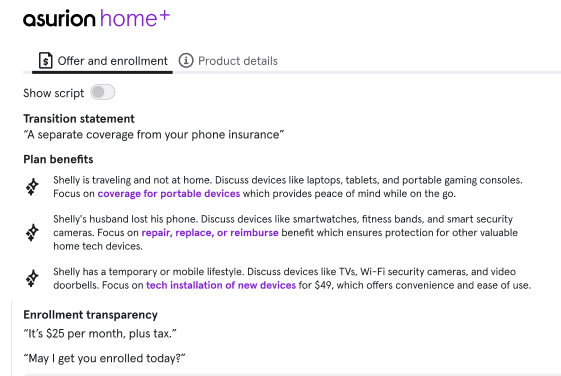 asurion home+
Offer and enrollment Product details
Show script
Transition statement
“A separate coverage from your phone insurance”
Plan benefits
Shelly is traveling and not at home. Discuss devices like laptops, tablets, and portable gaming consoles.
Focus on coverage for portable devices which provides peace of mind while on the go.
Shelly's husband lost his phone. Discuss devices like smartwatches, fitness bands, and smart security
cameras. Focus on repair, replace, or reimburse benefit which ensures protection for other valuable
home tech devices.
Shelly has a temporary or mobile lifestyle. Discuss devices like TVs, Wi-Fi security cameras, and video
doorbells. Focus on tech installation of new devices for $49, which offers convenience and ease of use.
Enrollment transparency
“It’s $25 per month, plus tax.”
“May I get you enrolled today?”